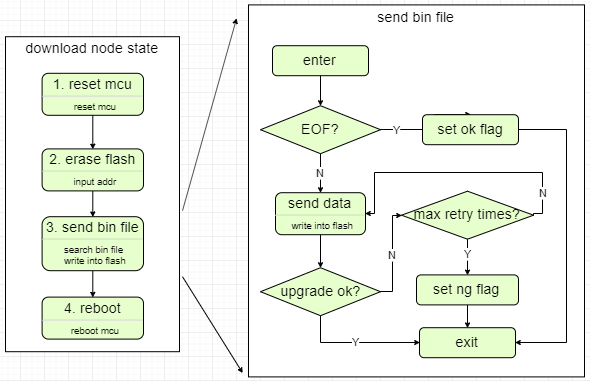 download node state
1. reset mcu
reset mcu
2. erase flash
input addr
3. send bin file
search bin file
write into flash
4. reboot
reboot mcu
send bin file
enter
EOF?
Y
set ok flag
N
send data
write into flash
max retry times?
N
upgrade ok?
N
Y
set ng flag
Y
exit